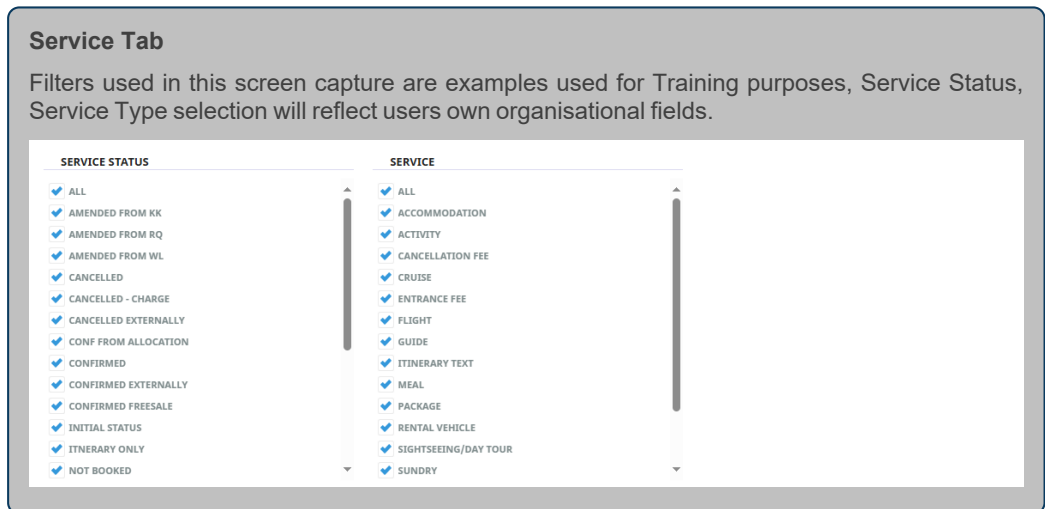 Service Tab
Filters used in this screen capture are examples used for Training purposes, Service Status,
Service Type selection will reflect users own organisational fields.
SERVICE STATUS
ALL
AMENDED FROM KK
AMENDED FROM RQ
AMENDED FROM WL
CANCELLED
CANCELLED - CHARGE
CANCELLED EXTERNALLY
CONF FROM ALLOCATION
CONFIRMED
CONFIRMED EXTERNALLY
CONFIRMED FREESALE
INITIAL STATUS
ITNERARY ONLY
NOT BOOKED
SERVICE
ALL
ACCOMMODATION
ACTIVITY
CANCELLATION FEE
CRUISE
ENTRANCE FEE
FLIGHT
GUIDE
ITINERARY TEXT
MEAL
PACKAGE
RENTAL VEHICLE
SIGHTSEEING/DAY TOUR
SUNDRY